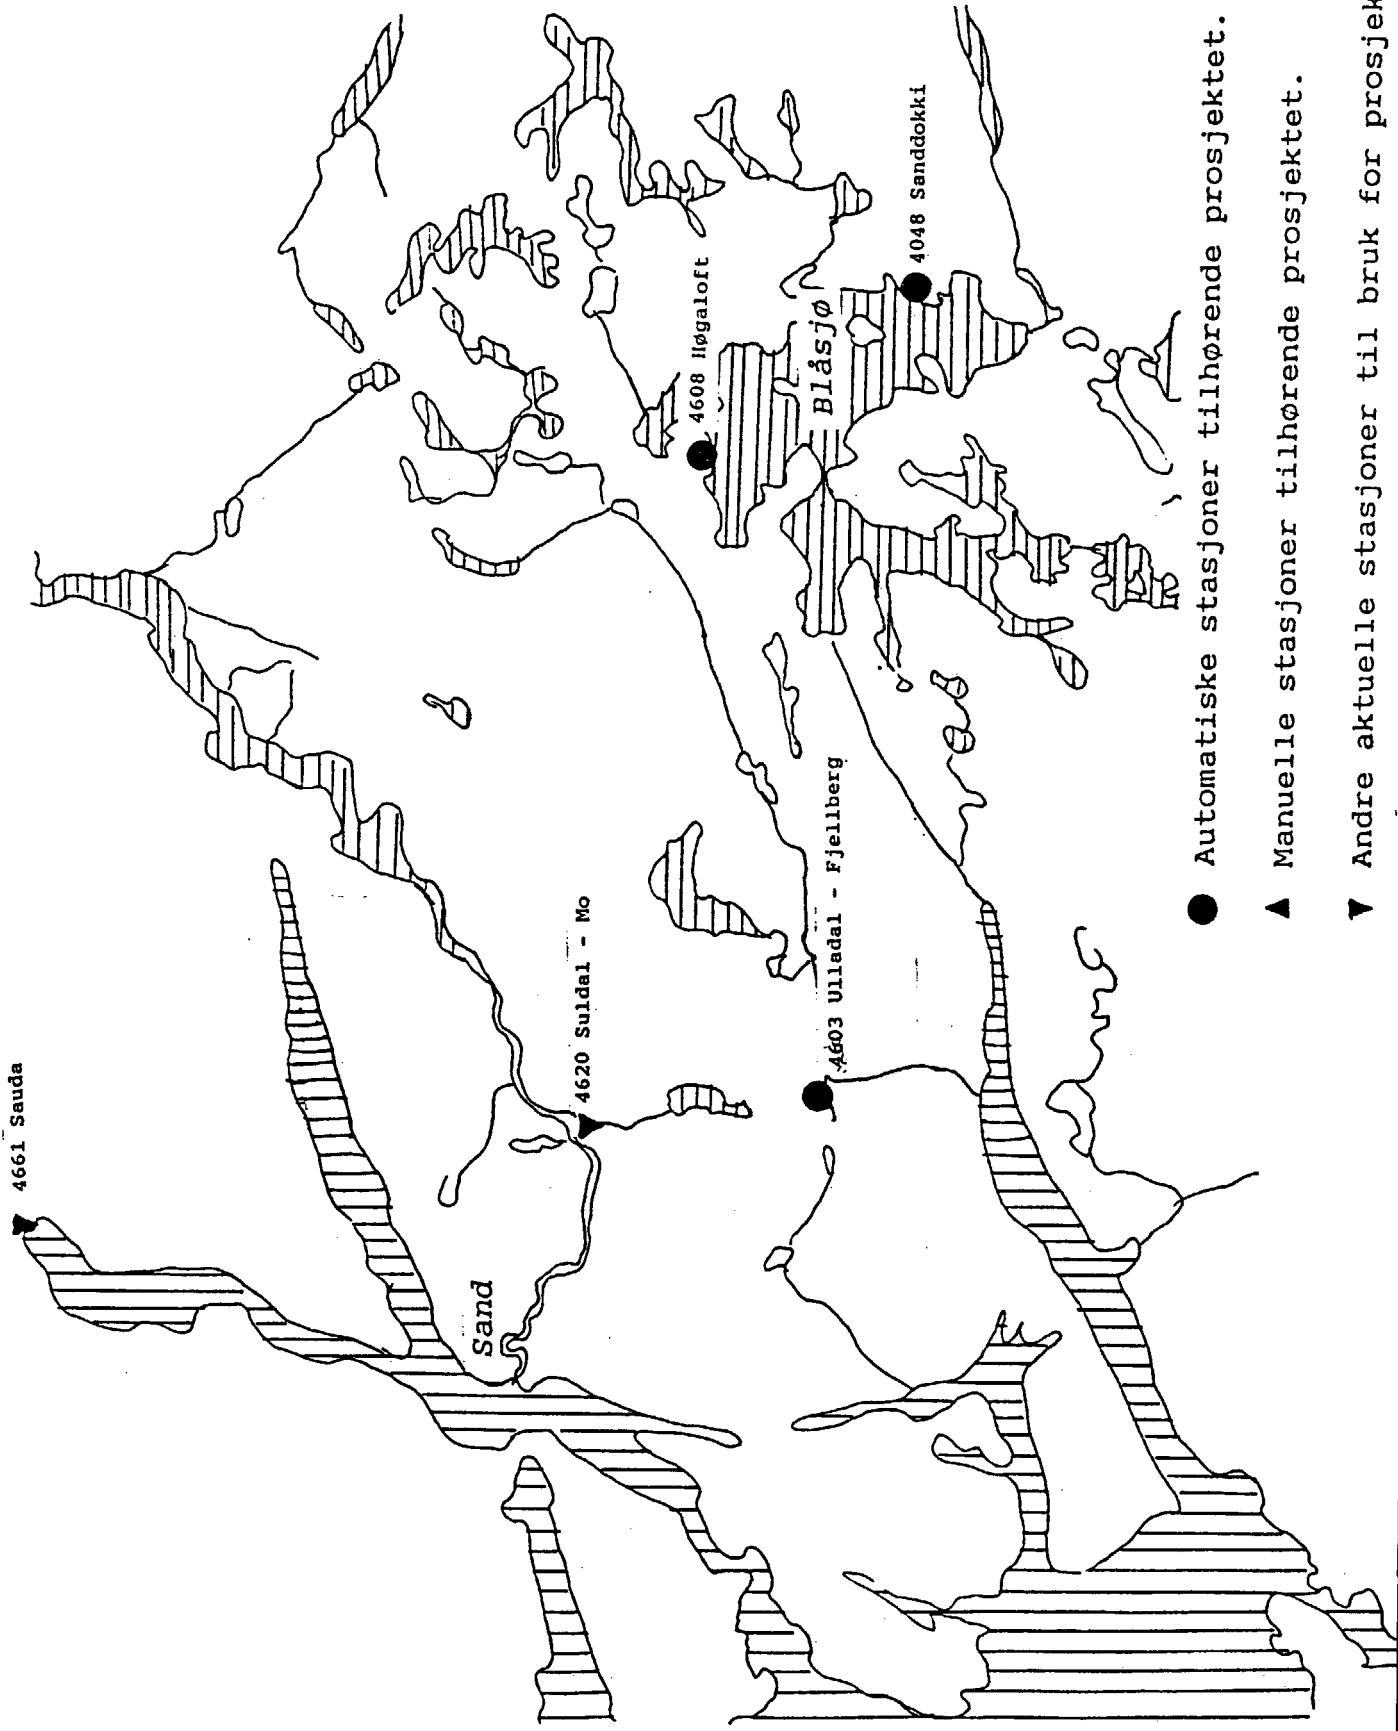 4661 Sauda
Sand
4620 Suldal - Mo
4603 Ulladal - Fjellberg
4608 Høgaloft
Blåsjø
4048 Sanddokki
Automatiske stasjoner tilhørende prosjektet.
Manuelle stasjoner tilhørende prosjektet.
Andre aktuelle stasjoner til bruk for